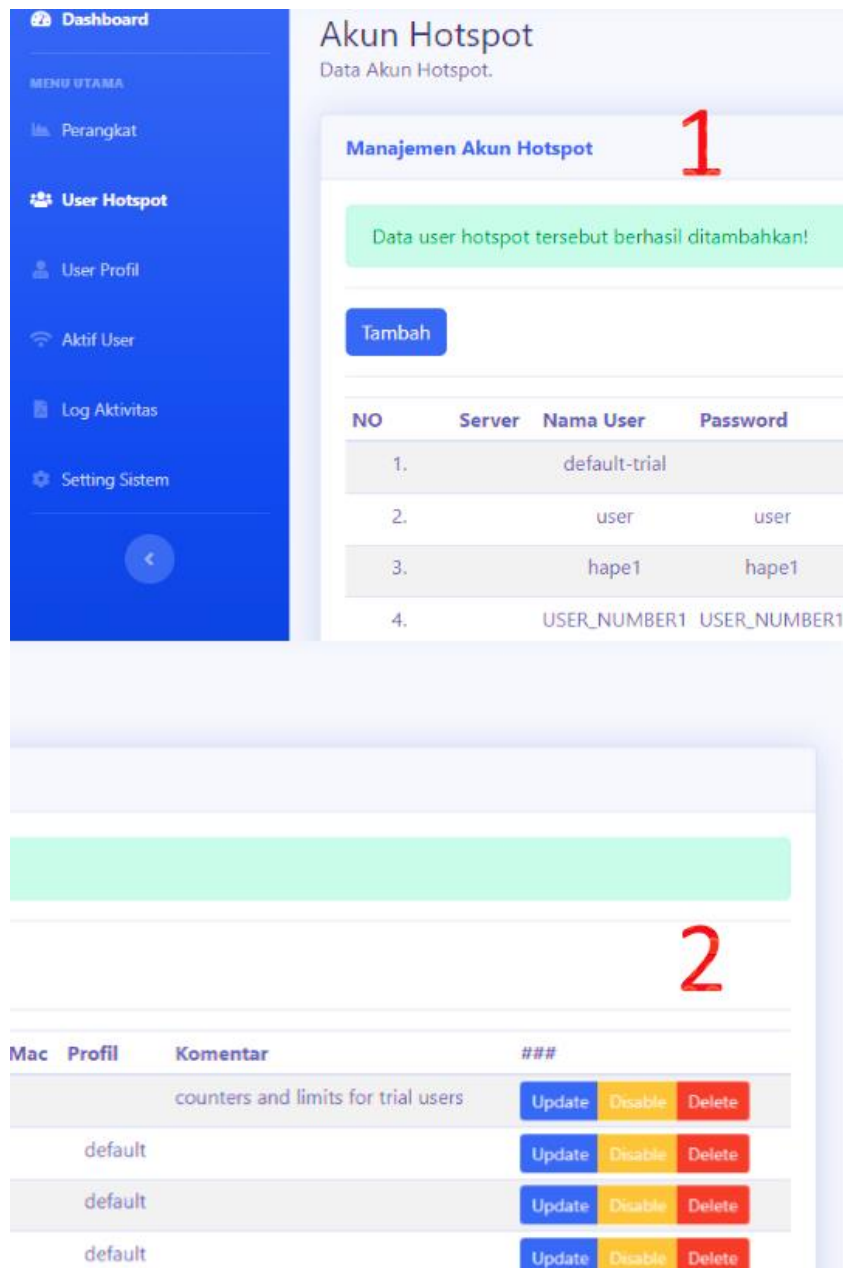 Dashboard
MENU UTAMA
Perangkat
User Hotspot
User Profil
Aktif User
Log Aktivitas
Setting Sistem
Akun Hotspot
Data Akun Hotspot.
Manajemen Akun Hotspot
1
Data user hotspot tersebut berhasil ditambahkan!
Tambah
NO Server Nama User Password
1. default-trial
2. user user
3. hape1 hape1
4. USER_NUMBER1 USER_NUMBER1
2
Mac Profil Komentar ###
counters and limits for trial users Update Disable Delete
default Update Disable Delete
default Update Disable Delete
default Update Disable Delete